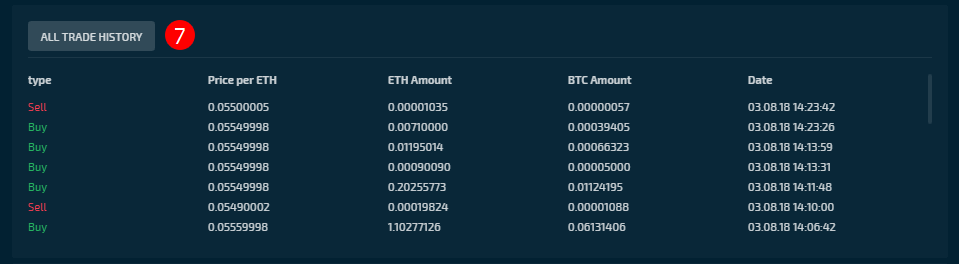 ALL TRADE HISTORY 7
type Price per ETH ETH Amount BTC Amount Date
Sell 0.05500005 0.00001035 0.00000057 03.08.18 14:23:42
Buy 0.05549998 0.00710000 0.00039405 03.08.18 14:23:26
Buy 0.05549998 0.01195014 0.00066323 03.08.18 14:13:59
Buy 0.05549998 0.00090090 0.00005000 03.08.18 14:13:31
Buy 0.05549998 0.20255773 0.01124195 03.08.18 14:11:48
Sell 0.05490002 0.00019824 0.00001088 03.08.18 14:10:00
Buy 0.05559998 1.10277126 0.06131406 03.08.18 14:06:42